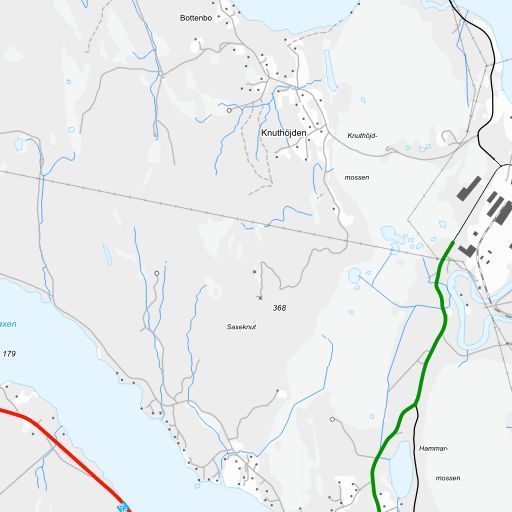 Bottenbo
Knuthöjden
Knuthöjd-
mossen
368
Saxeknut
179
Hammar-
mossen